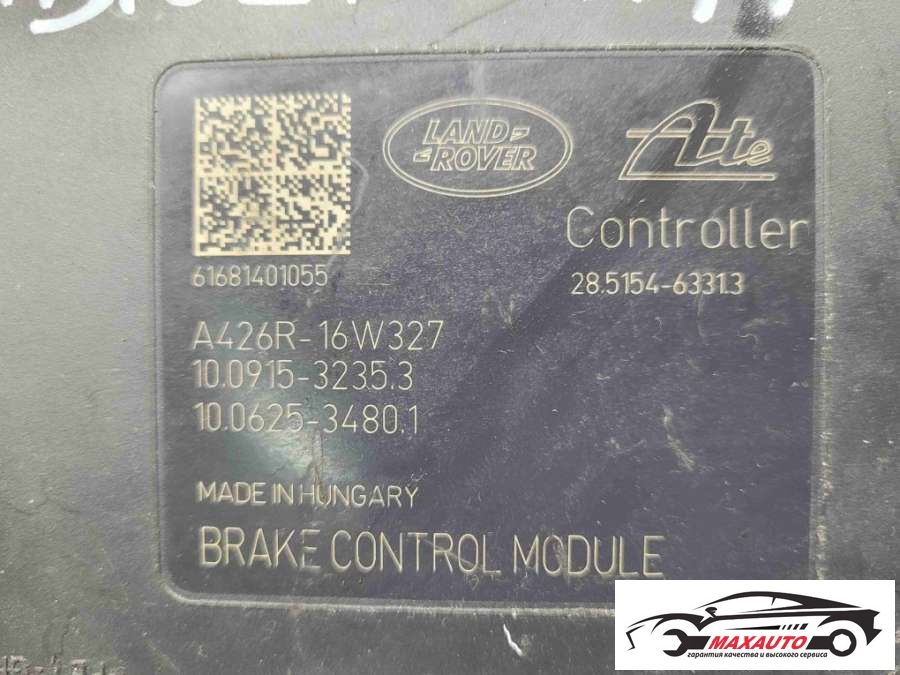 LAND-
-ROVER
Ate
Controller
61681401055
28.5154-6331.3
A426R-16W327
10.0915-3235.3
10.0625-3480.1
MADE IN HUNGARY
BRAKE CONTROL MODULE
MAXAUTO
гарантия качества и высокого сервиса